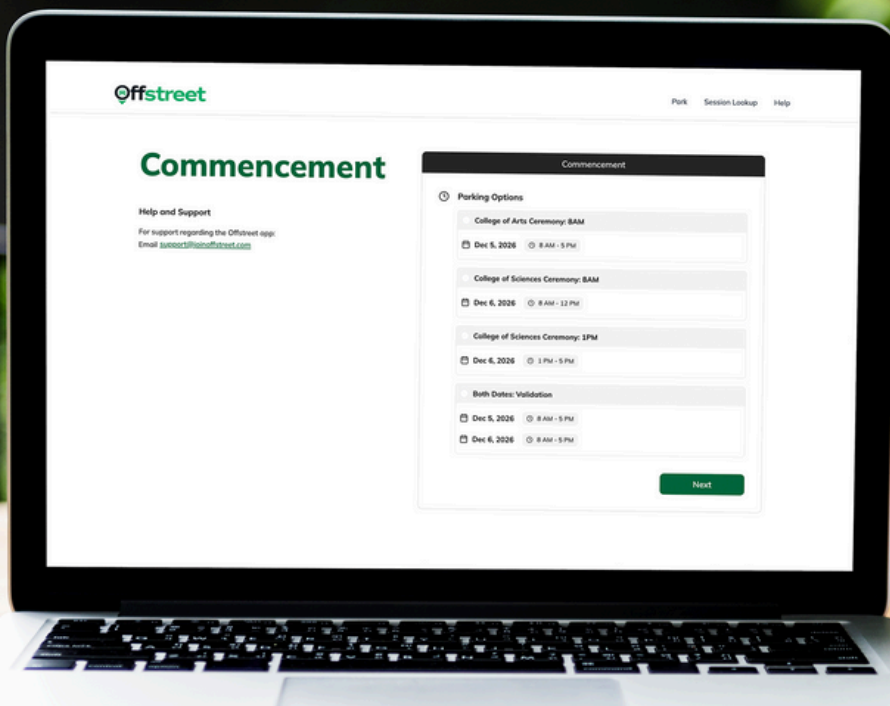 Offstreet
Park Session Lookup Help
Commencement
Help and Support
For support regarding the Offstreet app:
Email support@joinoffstreet.com
Commencement
Parking Options
College of Arts Ceremony: 8AM
Dec 5, 2026 8 AM - 5 PM
College of Sciences Ceremony: 8AM
Dec 6, 2026 8 AM - 12 PM
College of Sciences Ceremony: 1PM
Dec 6, 2026 1 PM - 5 PM
Both Dates: Validation
Dec 5, 2026 8 AM - 5 PM
Dec 6, 2026 8 AM - 5 PM
Next